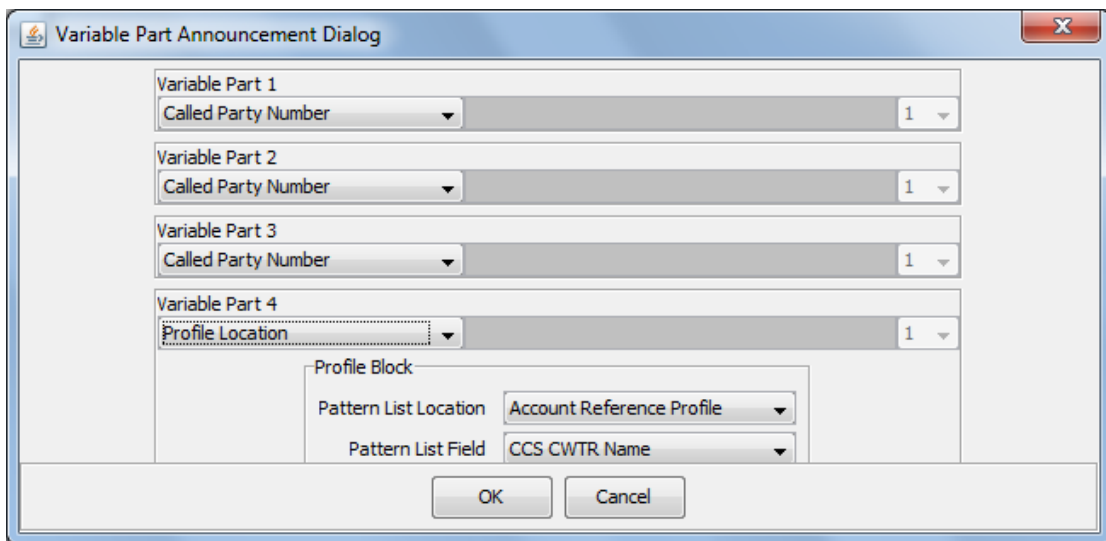 Variable Part Announcement Dialog
Variable Part 1
Called Party Number 1
Variable Part 2
Called Party Number 1
Variable Part 3
Called Party Number 1
Variable Part 4
Profile Location 1
Profile Block
Pattern List Location Account Reference Profile
Pattern List Field CCS CWTR Name
OK Cancel